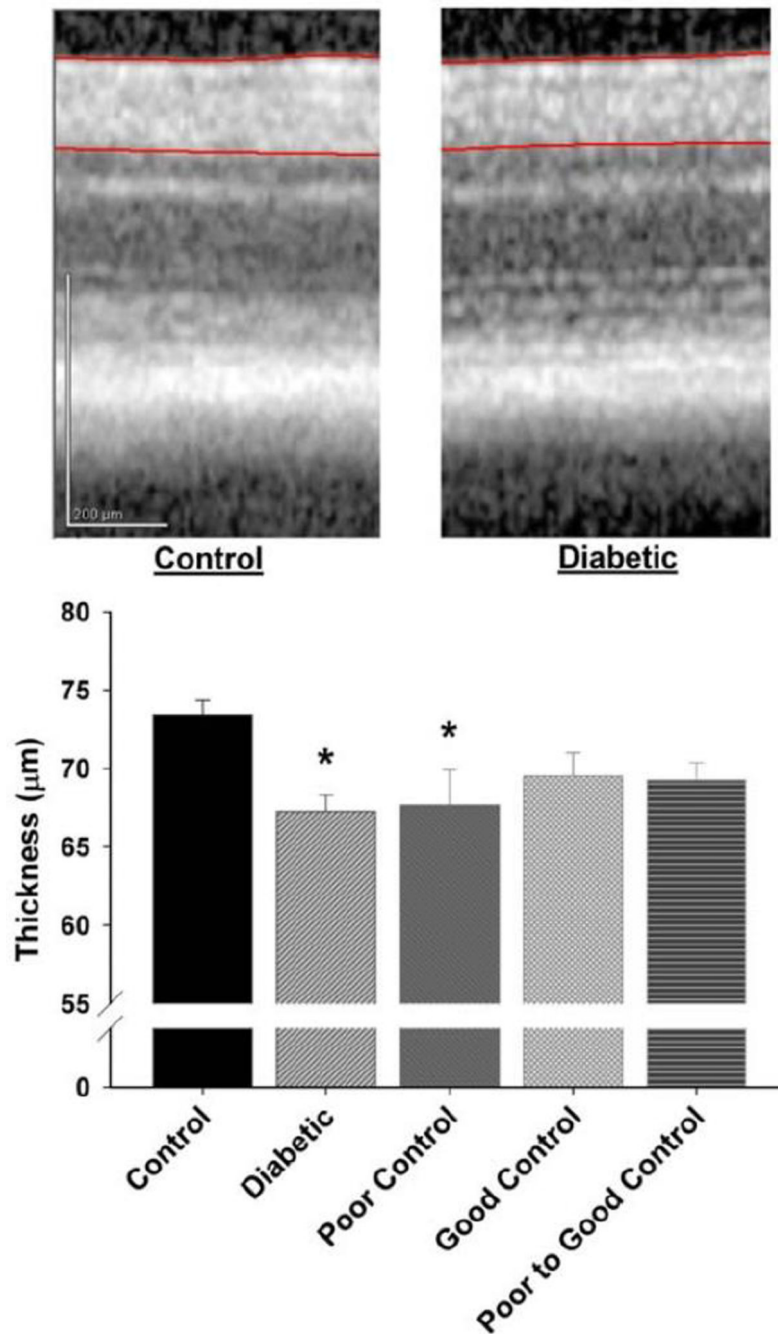 200 µm
Control
Diabetic
80
75
70
65
60
55
0
Thickness (µm)
*
*
Control
Diabetic
Poor Control
Good Control
Poor to Good Control